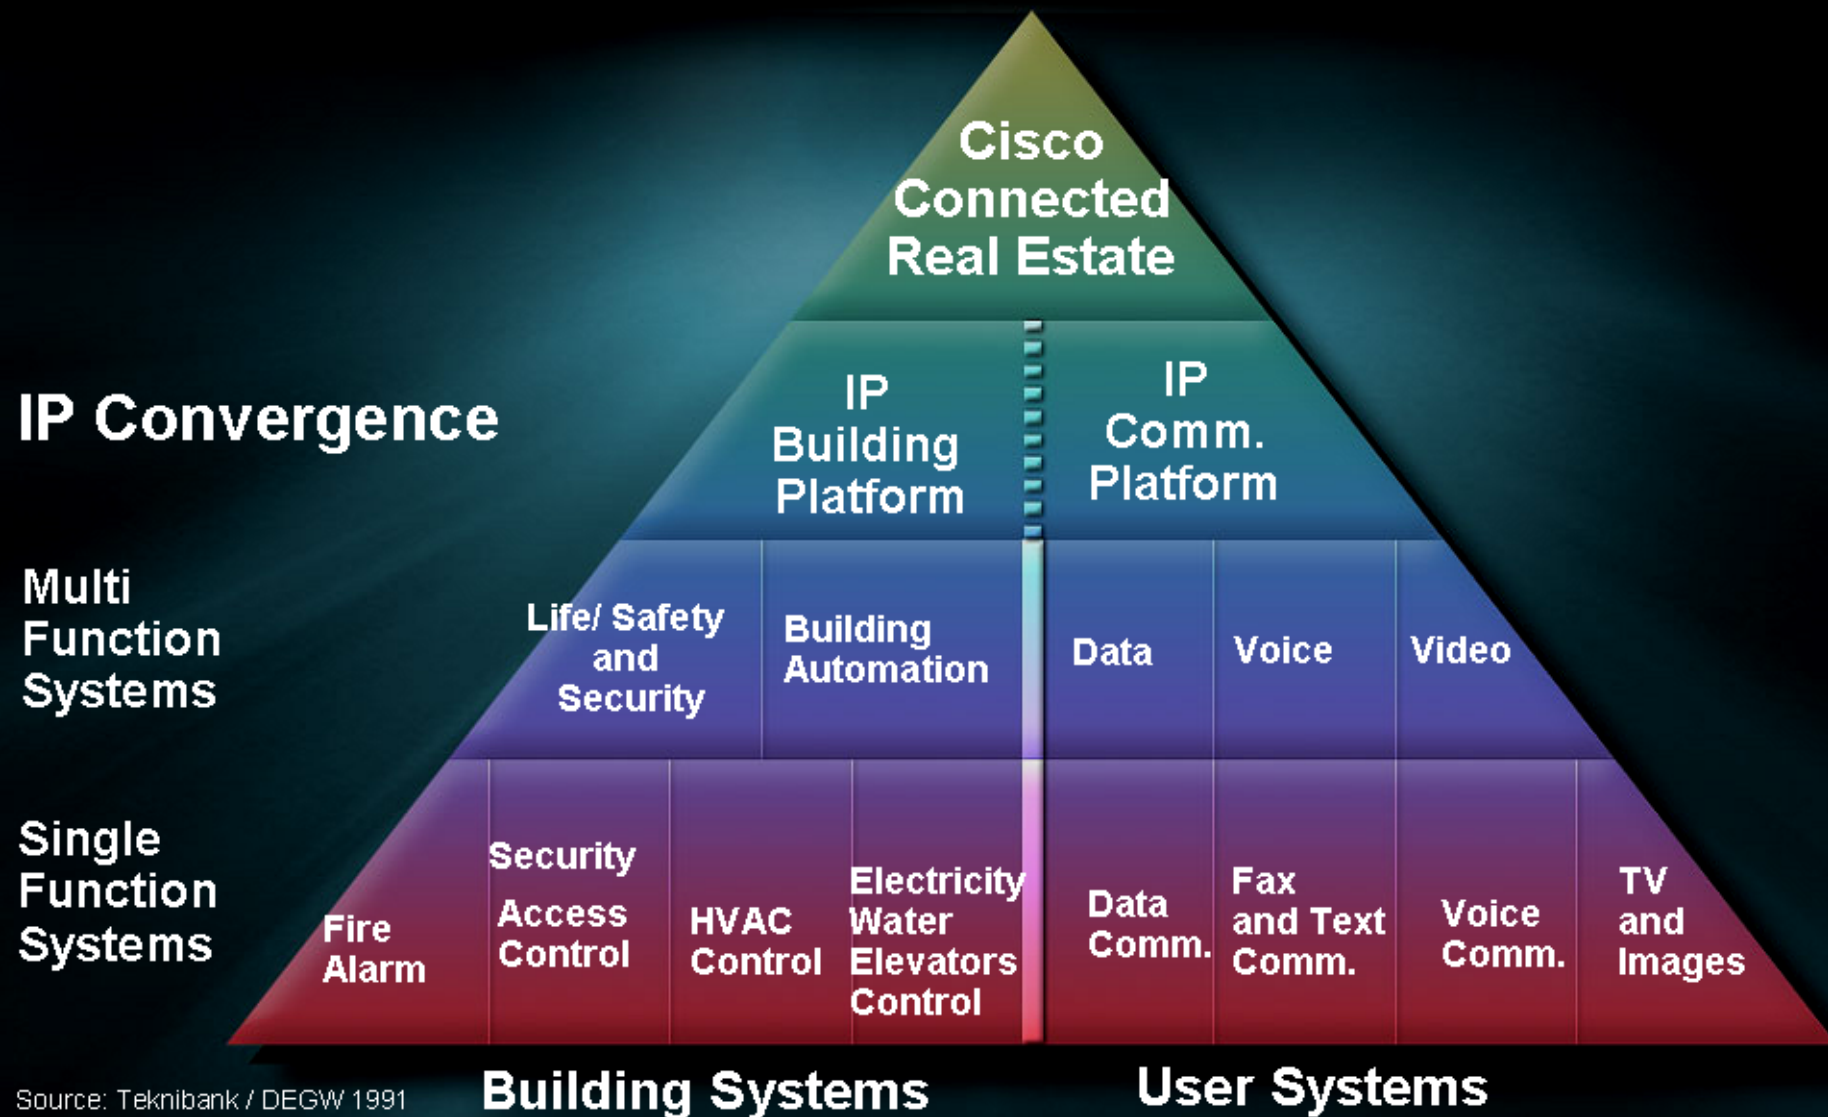 Cisco
Connected
Real Estate
IP Convergence
IP
Building
Platform
IP
Comm.
Platform
Multi
Function
Systems
Life/ Safety
and
Security
Building
Automation
Data
Voice
Video
Single
Function
Systems
Fire
Alarm
Security
Access
Control
HVAC
Control
Electricity
Water
Elevators
Control
Data
Comm.
Fax
and Text
Comm.
Voice
Comm.
TV
and
Images
Building Systems
User Systems
Source: Teknibank / DEGW 1991